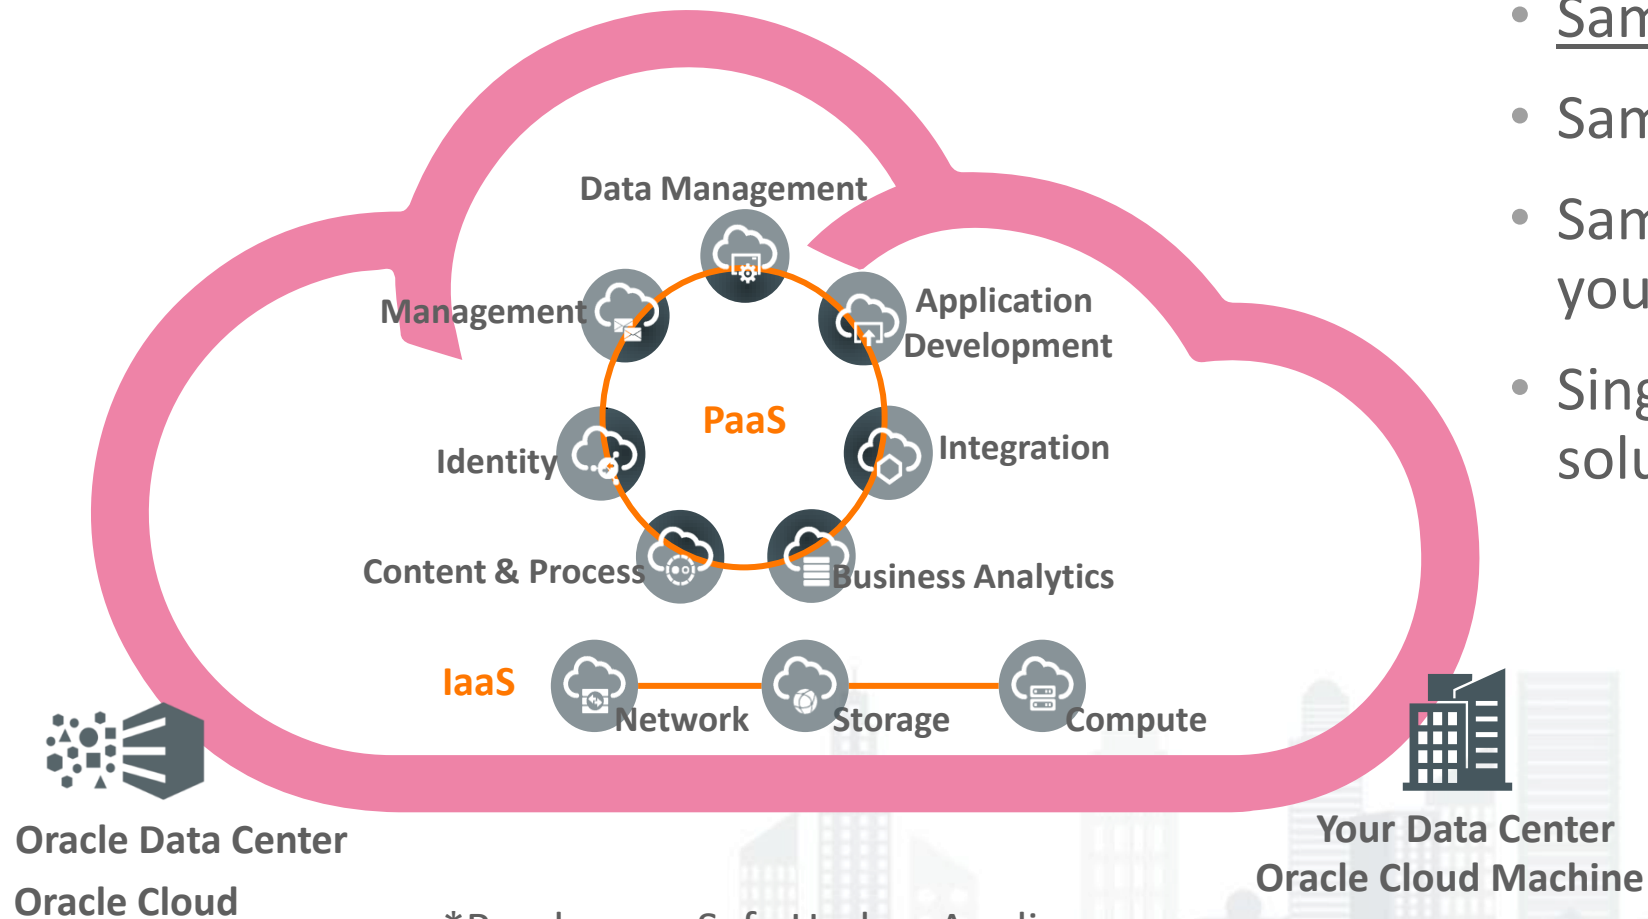 Data Management
Management
Application
Development
PaaS
Identity
Integration
Content & Process
Business Analytics
IaaS
Network
Storage
Compute
Oracle Data Center
Oracle Cloud
Your Data Center
Oracle Cloud Machine